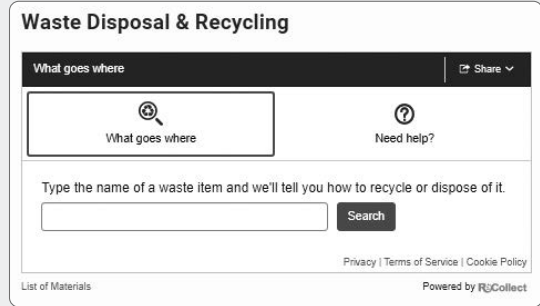 Waste Disposal & Recycling
What goes where
Share
What goes where
Need help?
Type the name of a waste item and we'll tell you how to recycle or dispose of it.
Search
Privacy | Terms of Service | Cookie Policy
List of Materials
Powered by ReCollect